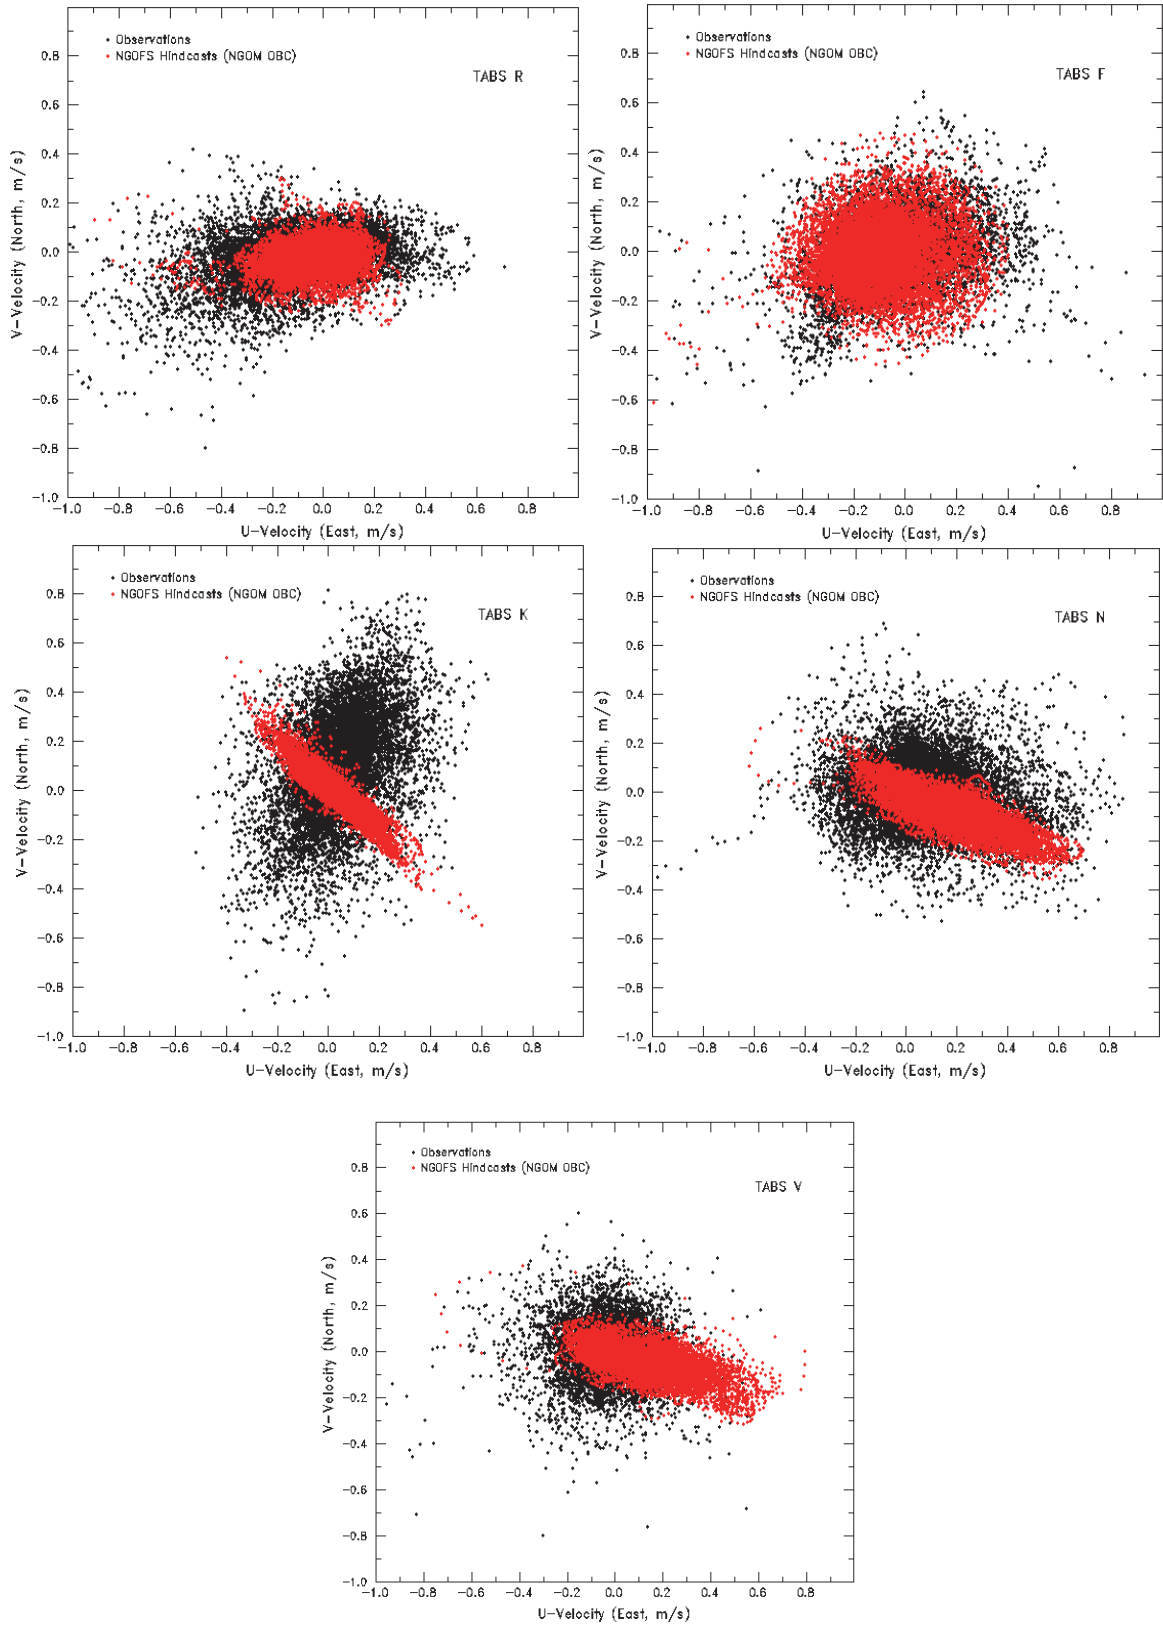 Observations
NGOFS Hindcasts (NGOM OBC)
TABS R
0.8
0.6
0.4
0.2
0.0
−0.2
−0.4
−0.6
−0.8
−1.0
V−Velocity (North, m/s)
−1.0 −0.8 −0.6 −0.4 −0.2 0.0 0.2 0.4 0.6 0.8
U−Velocity (East, m/s)
Observations
NGOFS Hindcasts (NGOM OBC)
TABS F
0.8
0.6
0.4
0.2
0.0
−0.2
−0.4
−0.6
−0.8
−1.0
V−Velocity (North, m/s)
−1.0 −0.8 −0.6 −0.4 −0.2 0.0 0.2 0.4 0.6 0.8
U−Velocity (East, m/s)
Observations
NGOFS Hindcasts (NGOM OBC)
TABS K
0.8
0.6
0.4
0.2
0.0
−0.2
−0.4
−0.6
−0.8
−1.0
V−Velocity (North, m/s)
−1.0 −0.8 −0.6 −0.4 −0.2 0.0 0.2 0.4 0.6 0.8
U−Velocity (East, m/s)
Observations
NGOFS Hindcasts (NGOM OBC)
TABS N
0.8
0.6
0.4
0.2
0.0
−0.2
−0.4
−0.6
−0.8
−1.0
V−Velocity (North, m/s)
−1.0 −0.8 −0.6 −0.4 −0.2 0.0 0.2 0.4 0.6 0.8
U−Velocity (East, m/s)
Observations
NGOFS Hindcasts (NGOM OBC)
TABS V
0.8
0.6
0.4
0.2
0.0
−0.2
−0.4
−0.6
−0.8
−1.0
V−Velocity (North, m/s)
−1.0 −0.8 −0.6 −0.4 −0.2 0.0 0.2 0.4 0.6 0.8
U−Velocity (East, m/s)